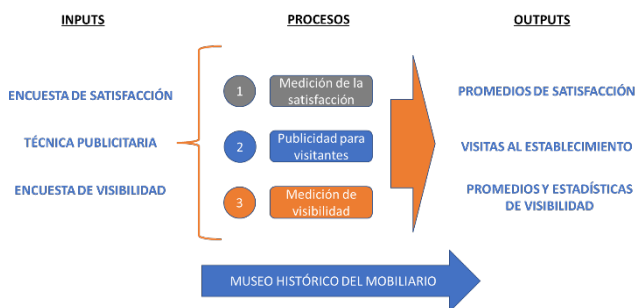 INPUTS
PROCESOS
OUTPUTS
ENCUESTA DE SATISFACCIÓN
1
Medición de la
satisfacción
PROMEDIOS DE SATISFACCIÓN
TÉCNICA PUBLICITARIA
2
Publicidad para
visitantes
VISITAS AL ESTABLECIMIENTO
ENCUESTA DE VISIBILIDAD
3
Medición de
visibilidad
PROMEDIOS Y ESTADÍSTICAS
DE VISIBILIDAD
MUSEO HISTÓRICO DEL MOBILIARIO